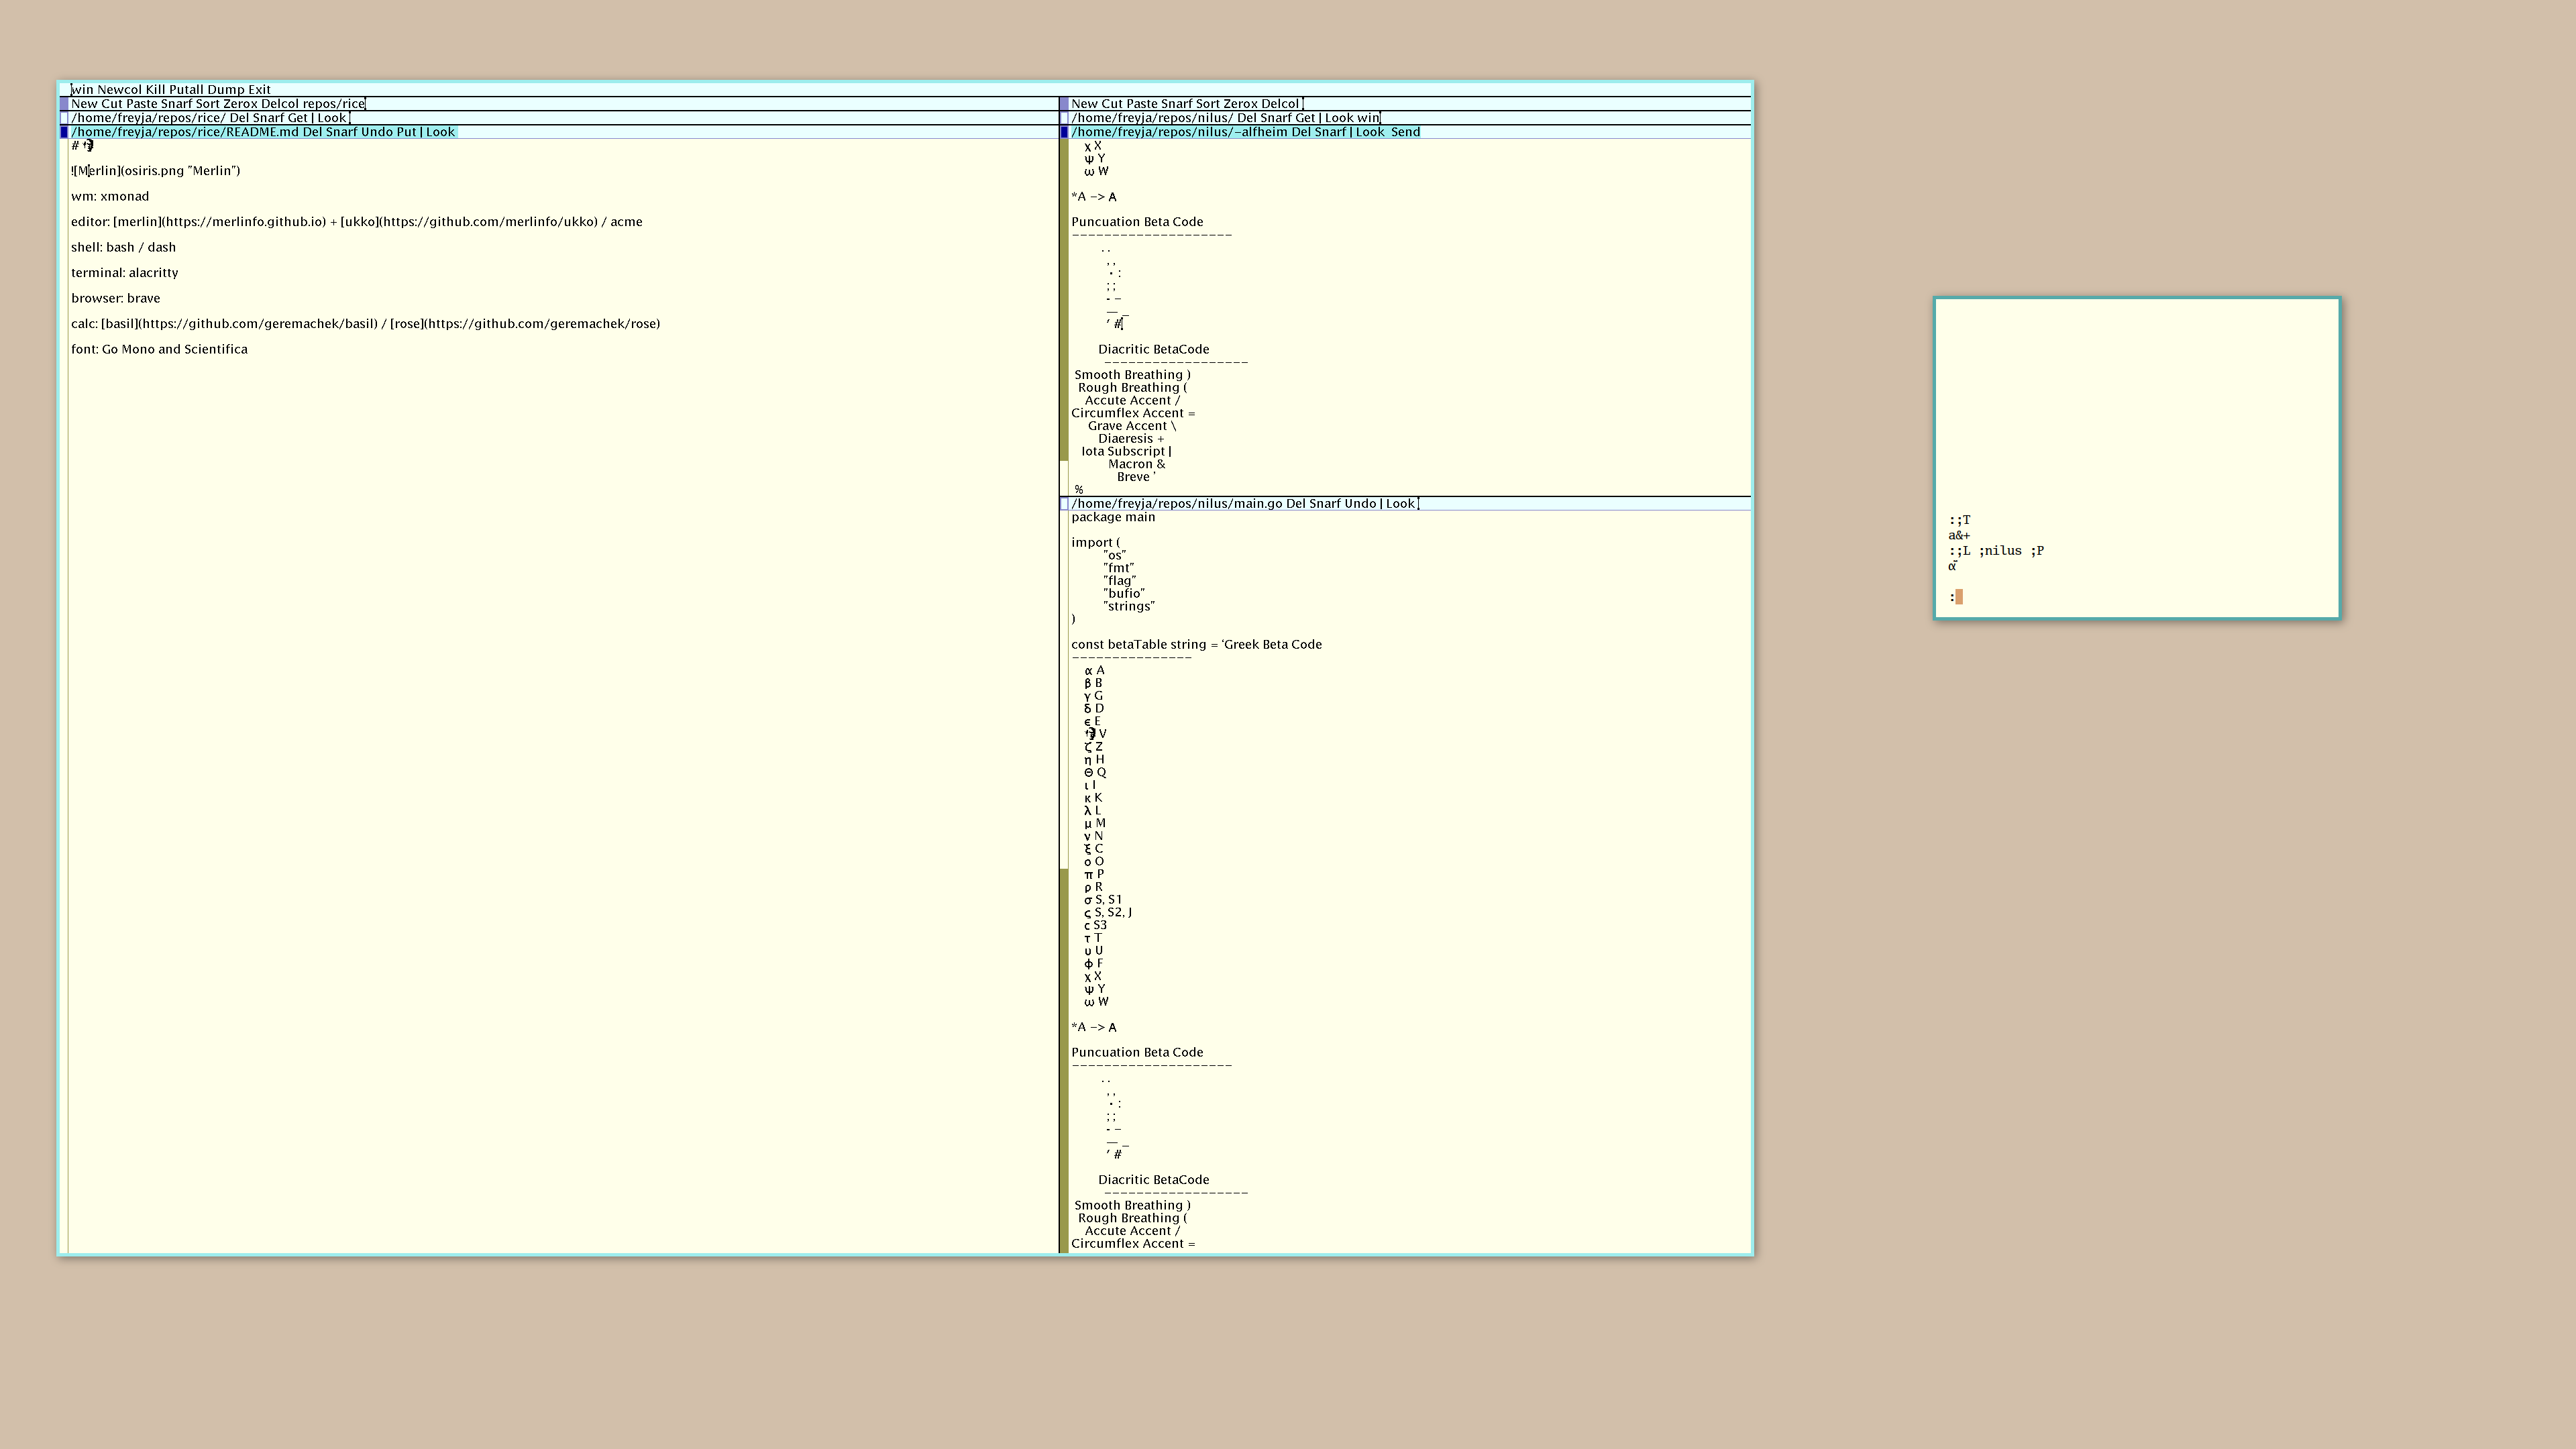 win Newcol Kill Putall Dump Exit
New Cut Paste Snarf Sort Zerox Delcol repos/rice
/home/freyja/repos/rice/ Del Snarf Get | Look
/home/freyja/repos/rice/README.md Del Snarf Undo Put | Look
#
![Merlin](osiris.png "Merlin")
wm: xmonad
editor: [merlin](https://merlinfo.github.io) + [ukko](https://github.com/merlinfo/ukko) / acme
shell: bash / dash
terminal: alacritty
browser: brave
calc: [basil](https://github.com/geremachek/basil) / [rose](https://github.com/geremachek/rose)
font: Go Mono and Scientifica
New Cut Paste Snarf Sort Zerox Delcol
/home/freyja/repos/nilus/ Del Snarf Get | Look win
/home/freyja/repos/nilus/-alfheim Del Snarf | Look Send
χ X
ψ Y
ω W
*A -> Α
Puncuation Beta Code
--------------------
. .
, ,
· :
; ;
- -
— _
' #
Diacritic BetaCode
------------------
Smooth Breathing )
Rough Breathing (
Accute Accent /
Circumflex Accent =
Grave Accent \
Diaeresis +
Iota Subscript |
Macron &
Breve '
%
/home/freyja/repos/nilus/main.go Del Snarf Undo | Look
package main
import (
"os"
"fmt"
"flag"
"bufio"
"strings"
)
const betaTable string = `Greek Beta Code
---------------
α A
β B
γ G
δ D
ϵ E
V
ζ Z
η H
Θ Q
ι I
κ K
λ L
μ M
ν N
ξ C
ο O
π P
ρ R
σ S, S1
ς S, S2, J
c S3
τ T
υ U
ϕ F
χ X
ψ Y
ω W
*A -> Α
Puncuation Beta Code
--------------------
. .
, ,
· :
; ;
- -
— _
' #
Diacritic BetaCode
------------------
Smooth Breathing )
Rough Breathing (
Accute Accent /
Circumflex Accent =
:;T
a&+
:;L ;nilus ;P
ᾱ̈
: